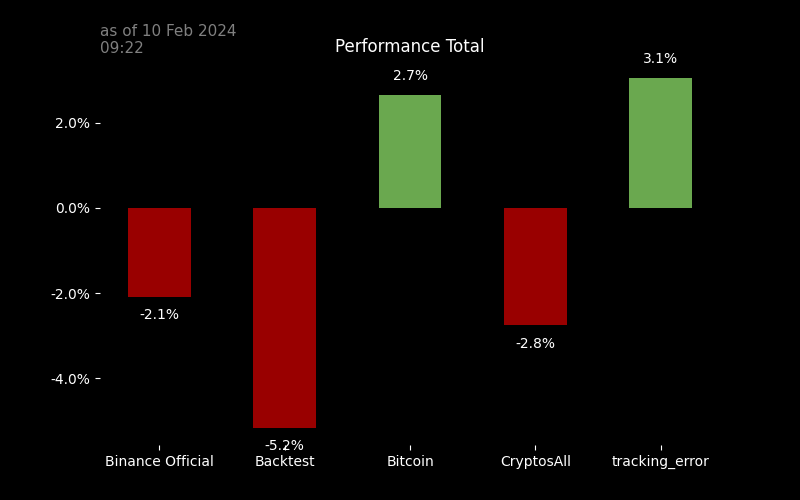 as of 10 Feb 2024
09:22
Performance Total
3.1%
2.7%
2.0%
0.0%
-2.0%
-2.1%
-2.8%
-4.0%
-5.2%
Binance Official
Backtest
Bitcoin
CryptosAll
tracking_error